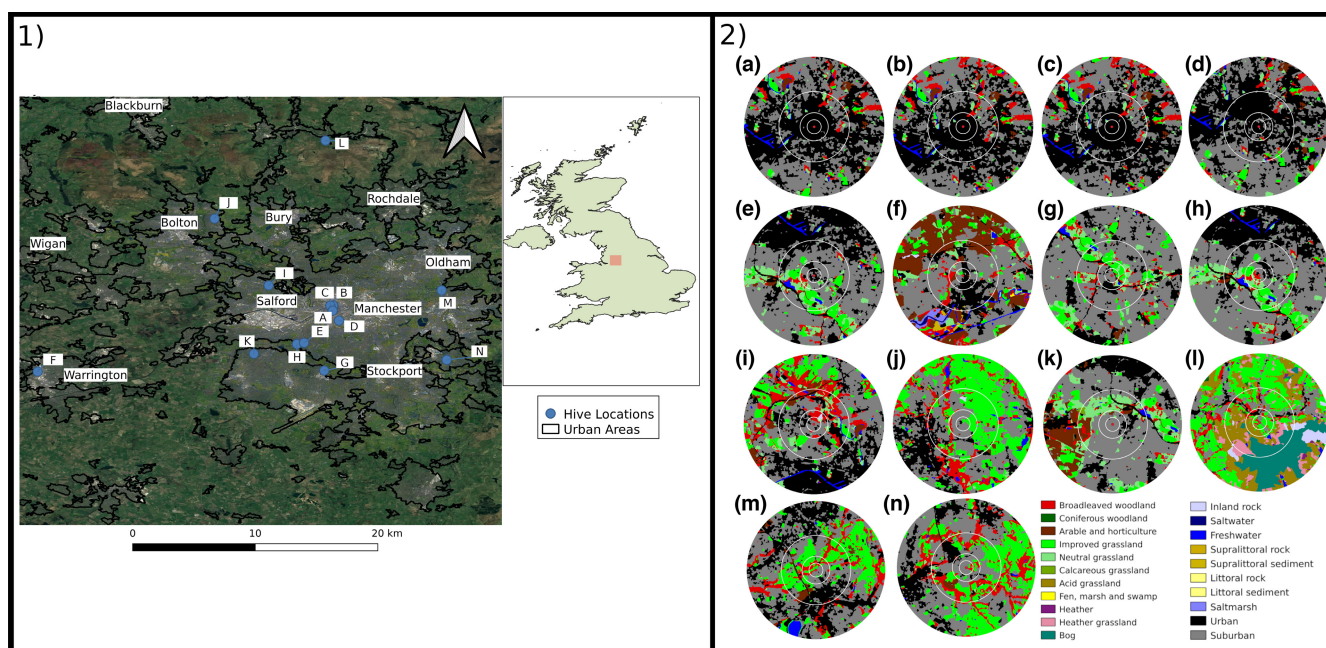 1)
Blackburn
L
J
Bolton
Bury
Rochdale
Wigan
Oldham
I
Salford
C
B
M
Manchester
A
D
E
K
H
G
N
F
Warrington
Stockport
0
10
20 km
Hive Locations
Urban Areas
2)
(a)
(b)
(c)
(d)
(e)
(f)
(g)
(h)
(i)
(j)
(k)
(l)
(m)
(n)
Broadleaved woodland
Coniferous woodland
Arable and horticulture
Improved grassland
Neutral grassland
Calcareous grassland
Acid grassland
Fen, marsh and swamp
Heather
Heather grassland
Bog
Inland rock
Saltwater
Freshwater
Supralittoral rock
Supralittoral sediment
Littoral rock
Littoral sediment
Saltmarsh
Urban
Suburban